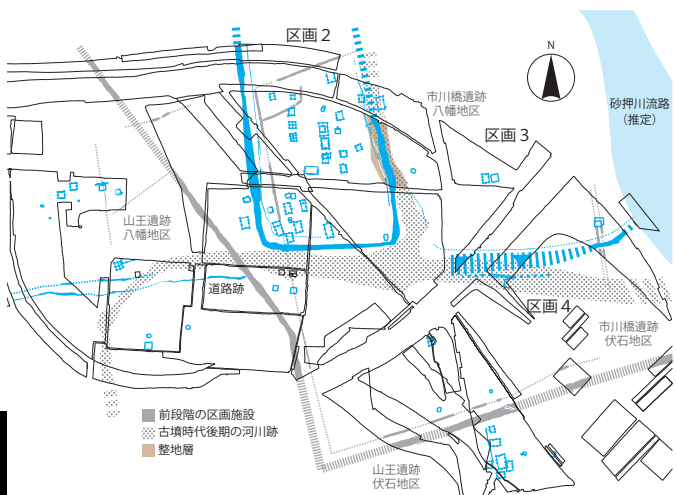 区画2
N
市川橋遺跡
八幡地区
砂押川流路
（推定）
区画3
山王遺跡
八幡地区
道路跡
区画4
市川橋遺跡
伏石地区
前段階の区画施設
古墳時代後期の河川跡
整地層
山王遺跡
伏石地区